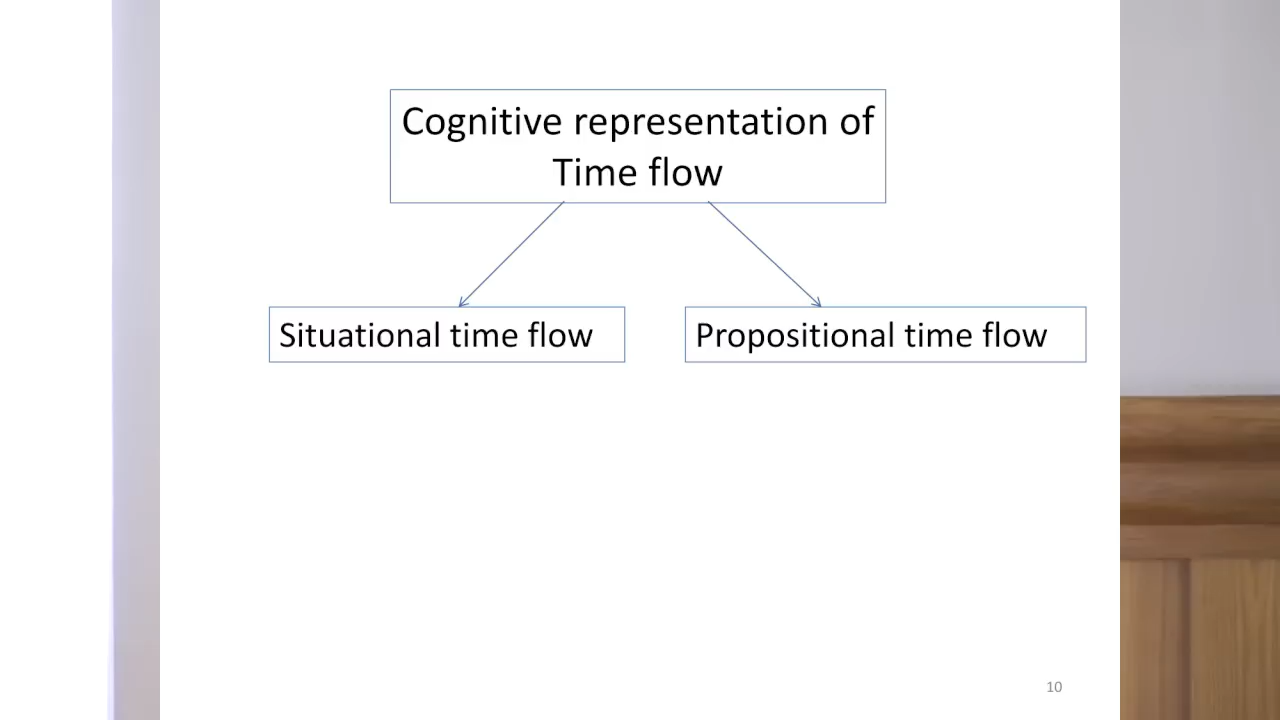 Cognitive representation of
Time flow
Situational time flow
Propositional time flow
10